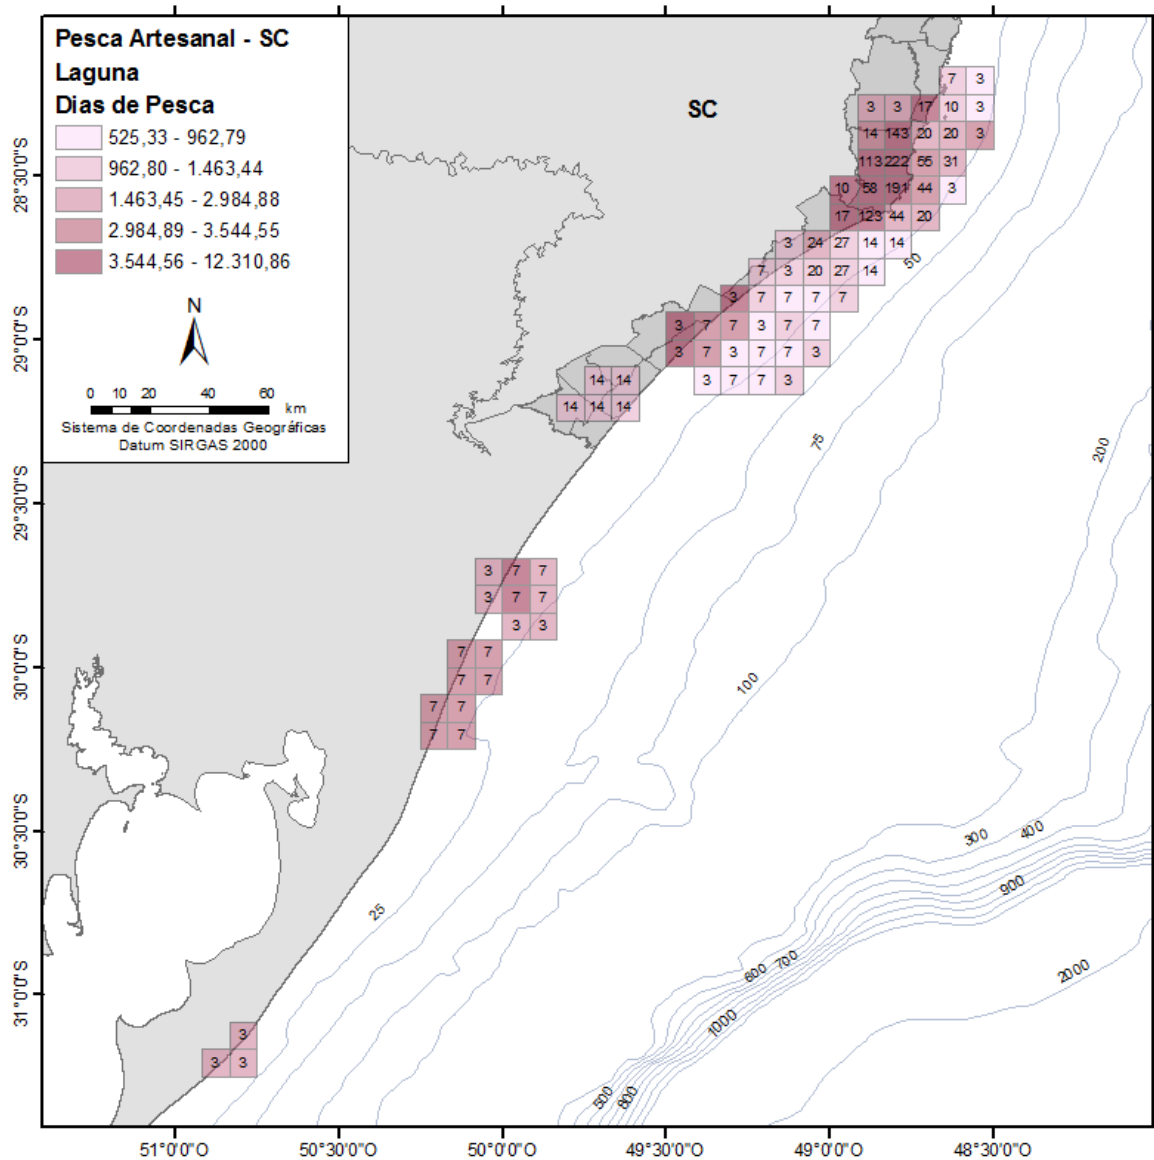 Pesca Artesanal - SC
Laguna
Dias de Pesca
525,33 - 962,79
962,80 - 1.463,44
1.463,45 - 2.984,88
2.984,89 - 3.544,55
3.544,56 - 12.310,86
N
0 10 20 40 60
km
Sistema de Coordenadas Geográficas
Datum SIRGAS 2000
SC
7 3
3 3 17 10 3
14 143 20 20 3
113 222 55 31
10 58 191 44 3
17 123 44 20
3 24 27 14 14
7 3 20 27 14
3 7 7 7 7
3 7 7 3 7 7
3 7 3 7 7 3
14 14 3 7 7 3
14 14 14
3 7 7
3 7 7
3 3
7 7
7 7
7 7
7 7
3
3 3
50
75
200
100
25
300
400
900
600
700
1000
2000
500
800
28°30'0"S
29°0'0"S
29°30'0"S
30°0'0"S
30°30'0"S
31°0'0"S
51°0'0"O 50°30'0"O 50°0'0"O 49°30'0"O 49°0'0"O 48°30'0"O